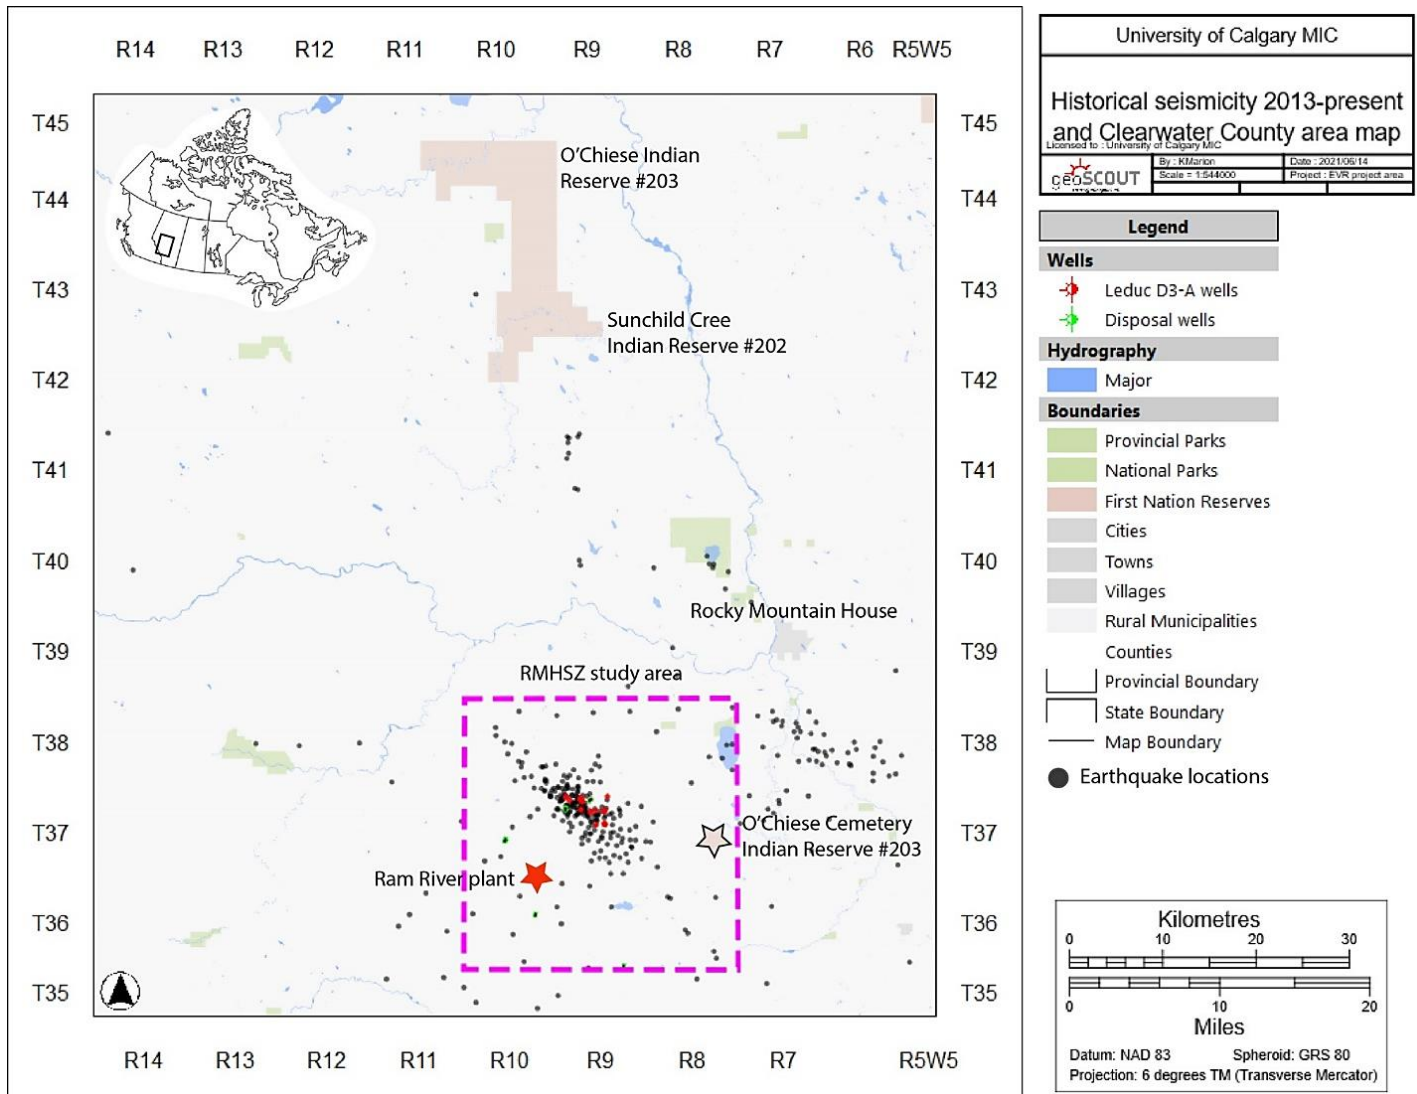 R14 R13 R12 R11 R10 R9 R8 R7 R6 R5W5
T45 T45
T44 T44
T43 T43
T42 T42
T41 T41
T40 T40
T39 T39
T38 T38
T37 T37
T36 T36
T35 T35
O'Chiese Indian
Reserve #203
Sunchild Cree
Indian Reserve #202
Rocky Mountain House
RMHSZ study area
O'Chiese Cemetery
Indian Reserve #203
Ram River plant
R14 R13 R12 R11 R10 R9 R8 R7 R5W5
University of Calgary MIC
Historical seismicity 2013-present
and Clearwater County area map
Licensed to : University of Calgary MIC
geoSCOUT
By : KMarion
Date : 2021/06/14
Scale = 1:544000
Project : EVR project area
Legend
Wells
Leduc D3-A wells
Disposal wells
Hydrography
Major
Boundaries
Provincial Parks
National Parks
First Nation Reserves
Cities
Towns
Villages
Rural Municipalities
Counties
Provincial Boundary
State Boundary
Map Boundary
Earthquake locations
Kilometres
0 10 20 30
0 10 20
Miles
Datum: NAD 83 Spheroid: GRS 80
Projection: 6 degrees TM (Transverse Mercator)